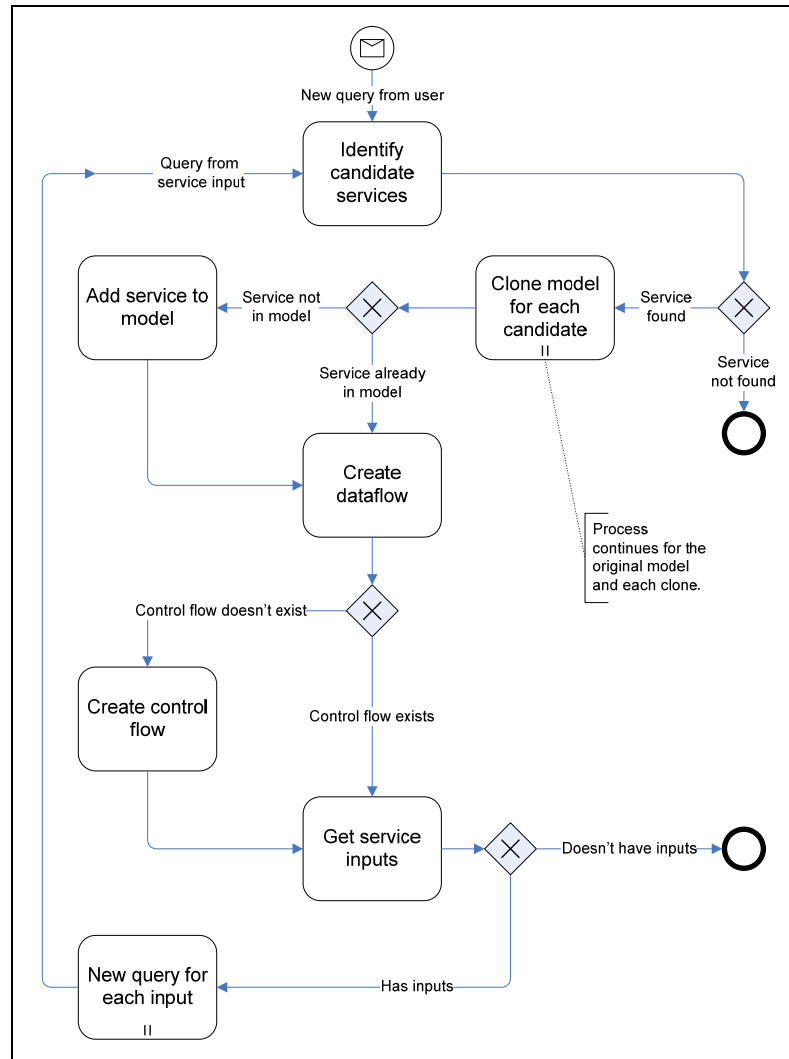 New query from user
Identify
candidate
services
Query from
service input
Add service to
model
Service not
in model
Clone model
for each
candidate
Service
found
Service
not found
Service already
in model
Create
dataflow
Process
continues for the
original model
and each clone.
Control flow doesn't exist
Create control
flow
Control flow exists
Get service
inputs
Doesn't have inputs
New query for
each input
Has inputs